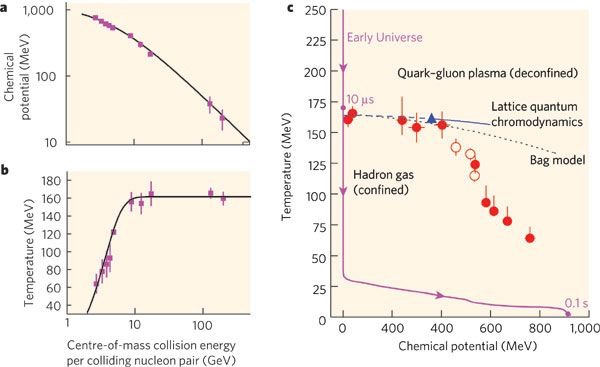 a
Chemical
potential (MeV)
1,000
100
10
b
Temperature (MeV)
180
160
140
120
100
80
60
40
1
10
100
Centre-of-mass collision energy
per colliding nucleon pair (GeV)
c
Temperature (MeV)
250
225
200
175
150
125
100
75
50
25
0
Early Universe
Quark–gluon plasma (deconfined)
10 μs
Lattice quantum
chromodynamics
Bag model
Hadron gas
(confined)
0.1 s
0
200
400
600
800
1,000
Chemical potential (MeV)